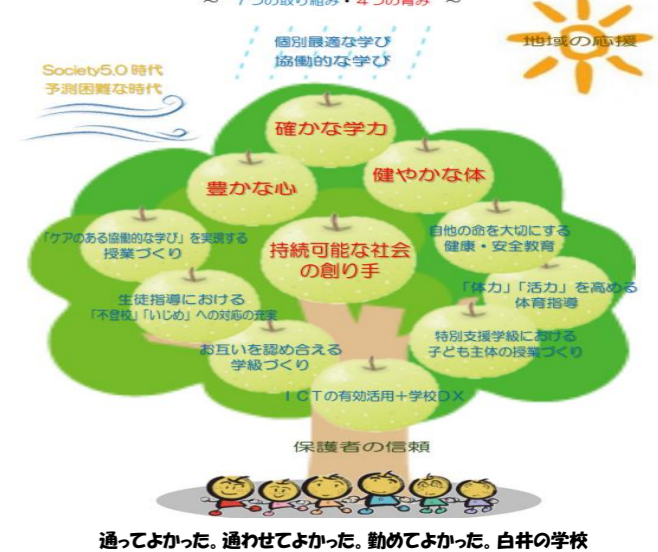 ~ 7つの取り組み・4つの育み ~
個別最適な学び
協働的な学び
地域の応援
Society5.0 時代
予測困難な時代
確かな学力
豊かな心
健やかな体
持続可能な社会
の創り手
「ケアのある協働的な学び」を実現する
授業づくり
自他の命を大切にする
健康・安全教育
生徒指導における
「不登校」「いじめ」への対応の充実
「体力」「活力」を高める
体育指導
お互いを認め合える
学級づくり
特別支援学級における
子ども主体の授業づくり
ICTの有効活用+学校DX
保護者の信頼
通ってよかった。通わせてよかった。勤めてよかった。白井の学校